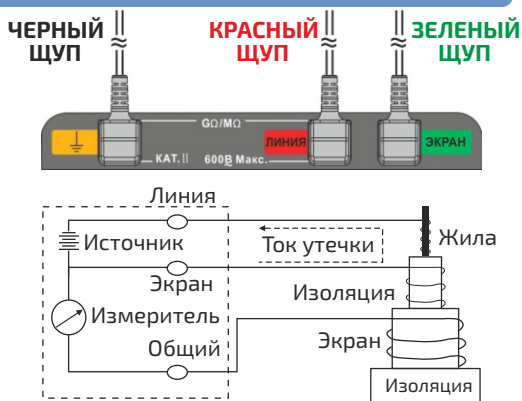 ЧЕРНЫЙ
ЩУП
КРАСНЫЙ
ЩУП
ЗЕЛЕНЫЙ
ЩУП
GΩ/MΩ
ЛИНИЯ
ЭКРАН
КАТ. II
600В Макс.
Линия
Источник
Ток утечки
Жила
Экран
Изоляция
Измеритель
Экран
Общий
Изоляция